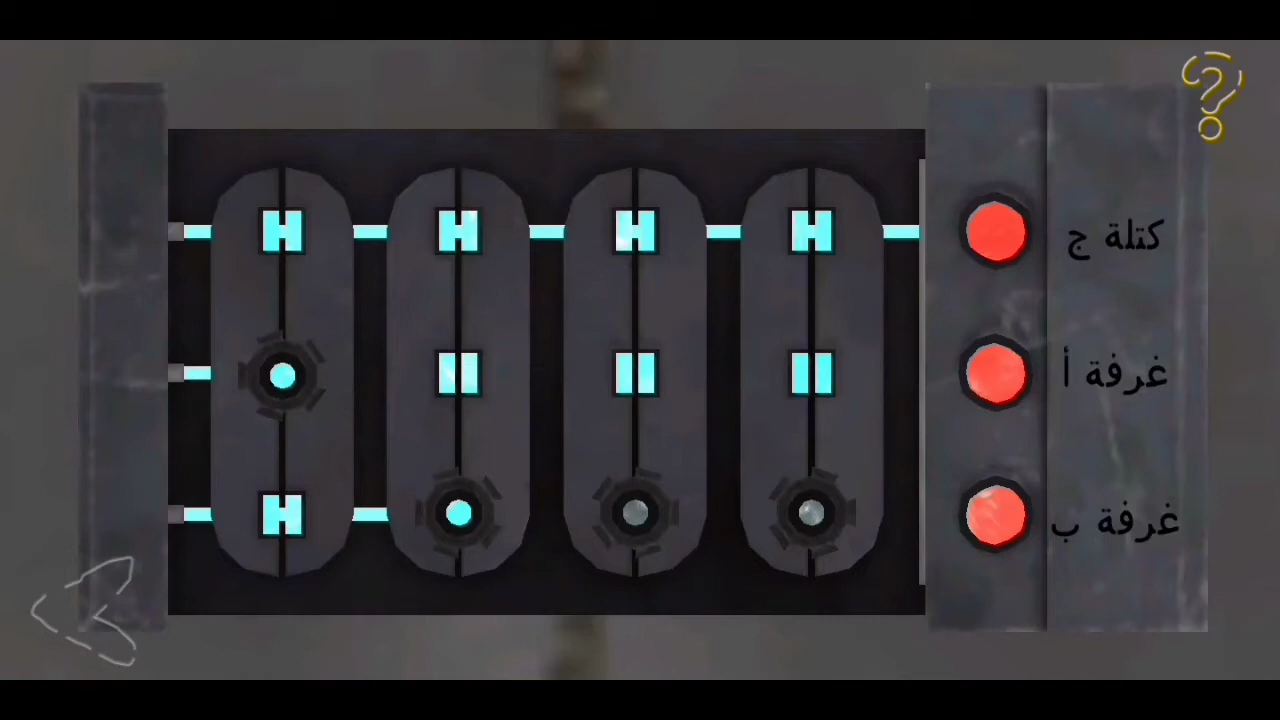 كتلة ج
غرفة أ
غرفة ب